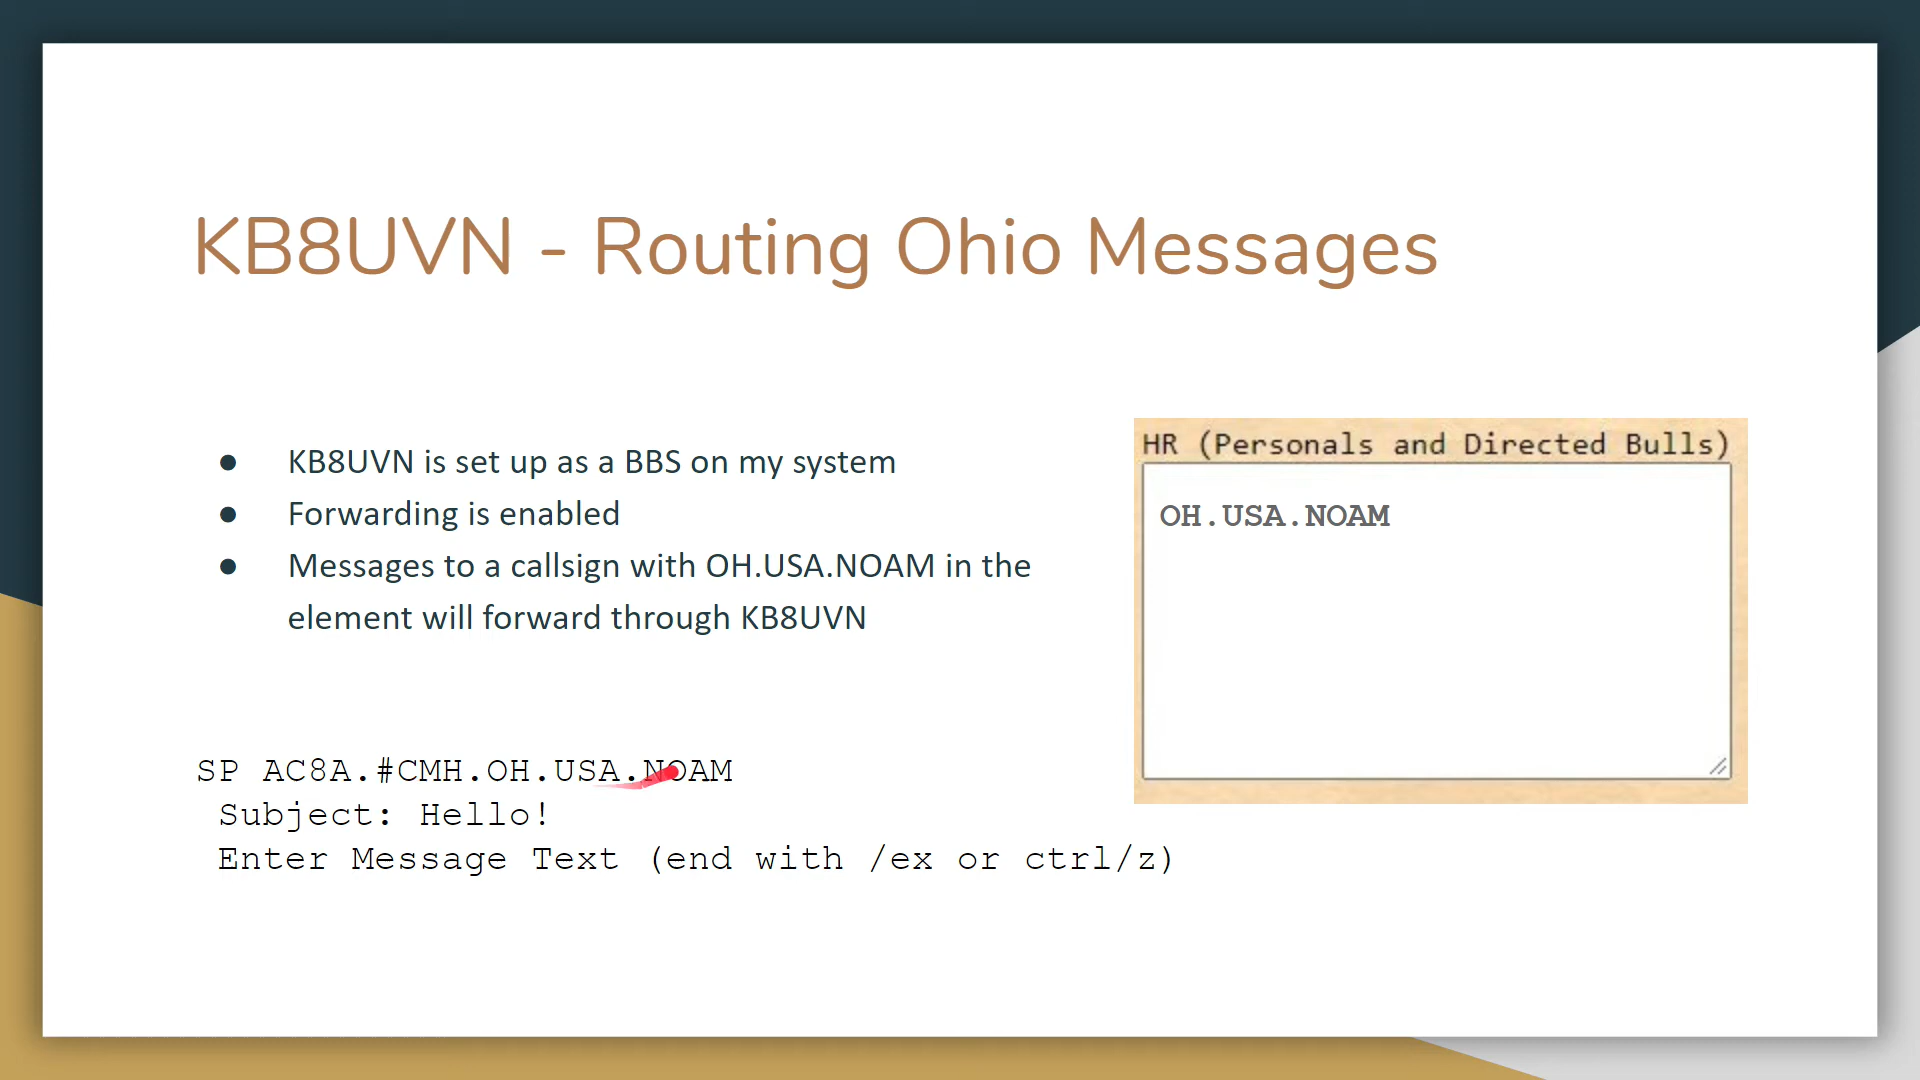 KB8UVN - Routing Ohio Messages
● KB8UVN is set up as a BBS on my system
● Forwarding is enabled
● Messages to a callsign with OH.USA.NOAM in the
element will forward through KB8UVN
HR (Personals and Directed Bulls)
OH.USA.NOAM
SP AC8A.#CMH.OH.USA.NOAM
Subject: Hello!
Enter Message Text (end with /ex or ctrl/z)